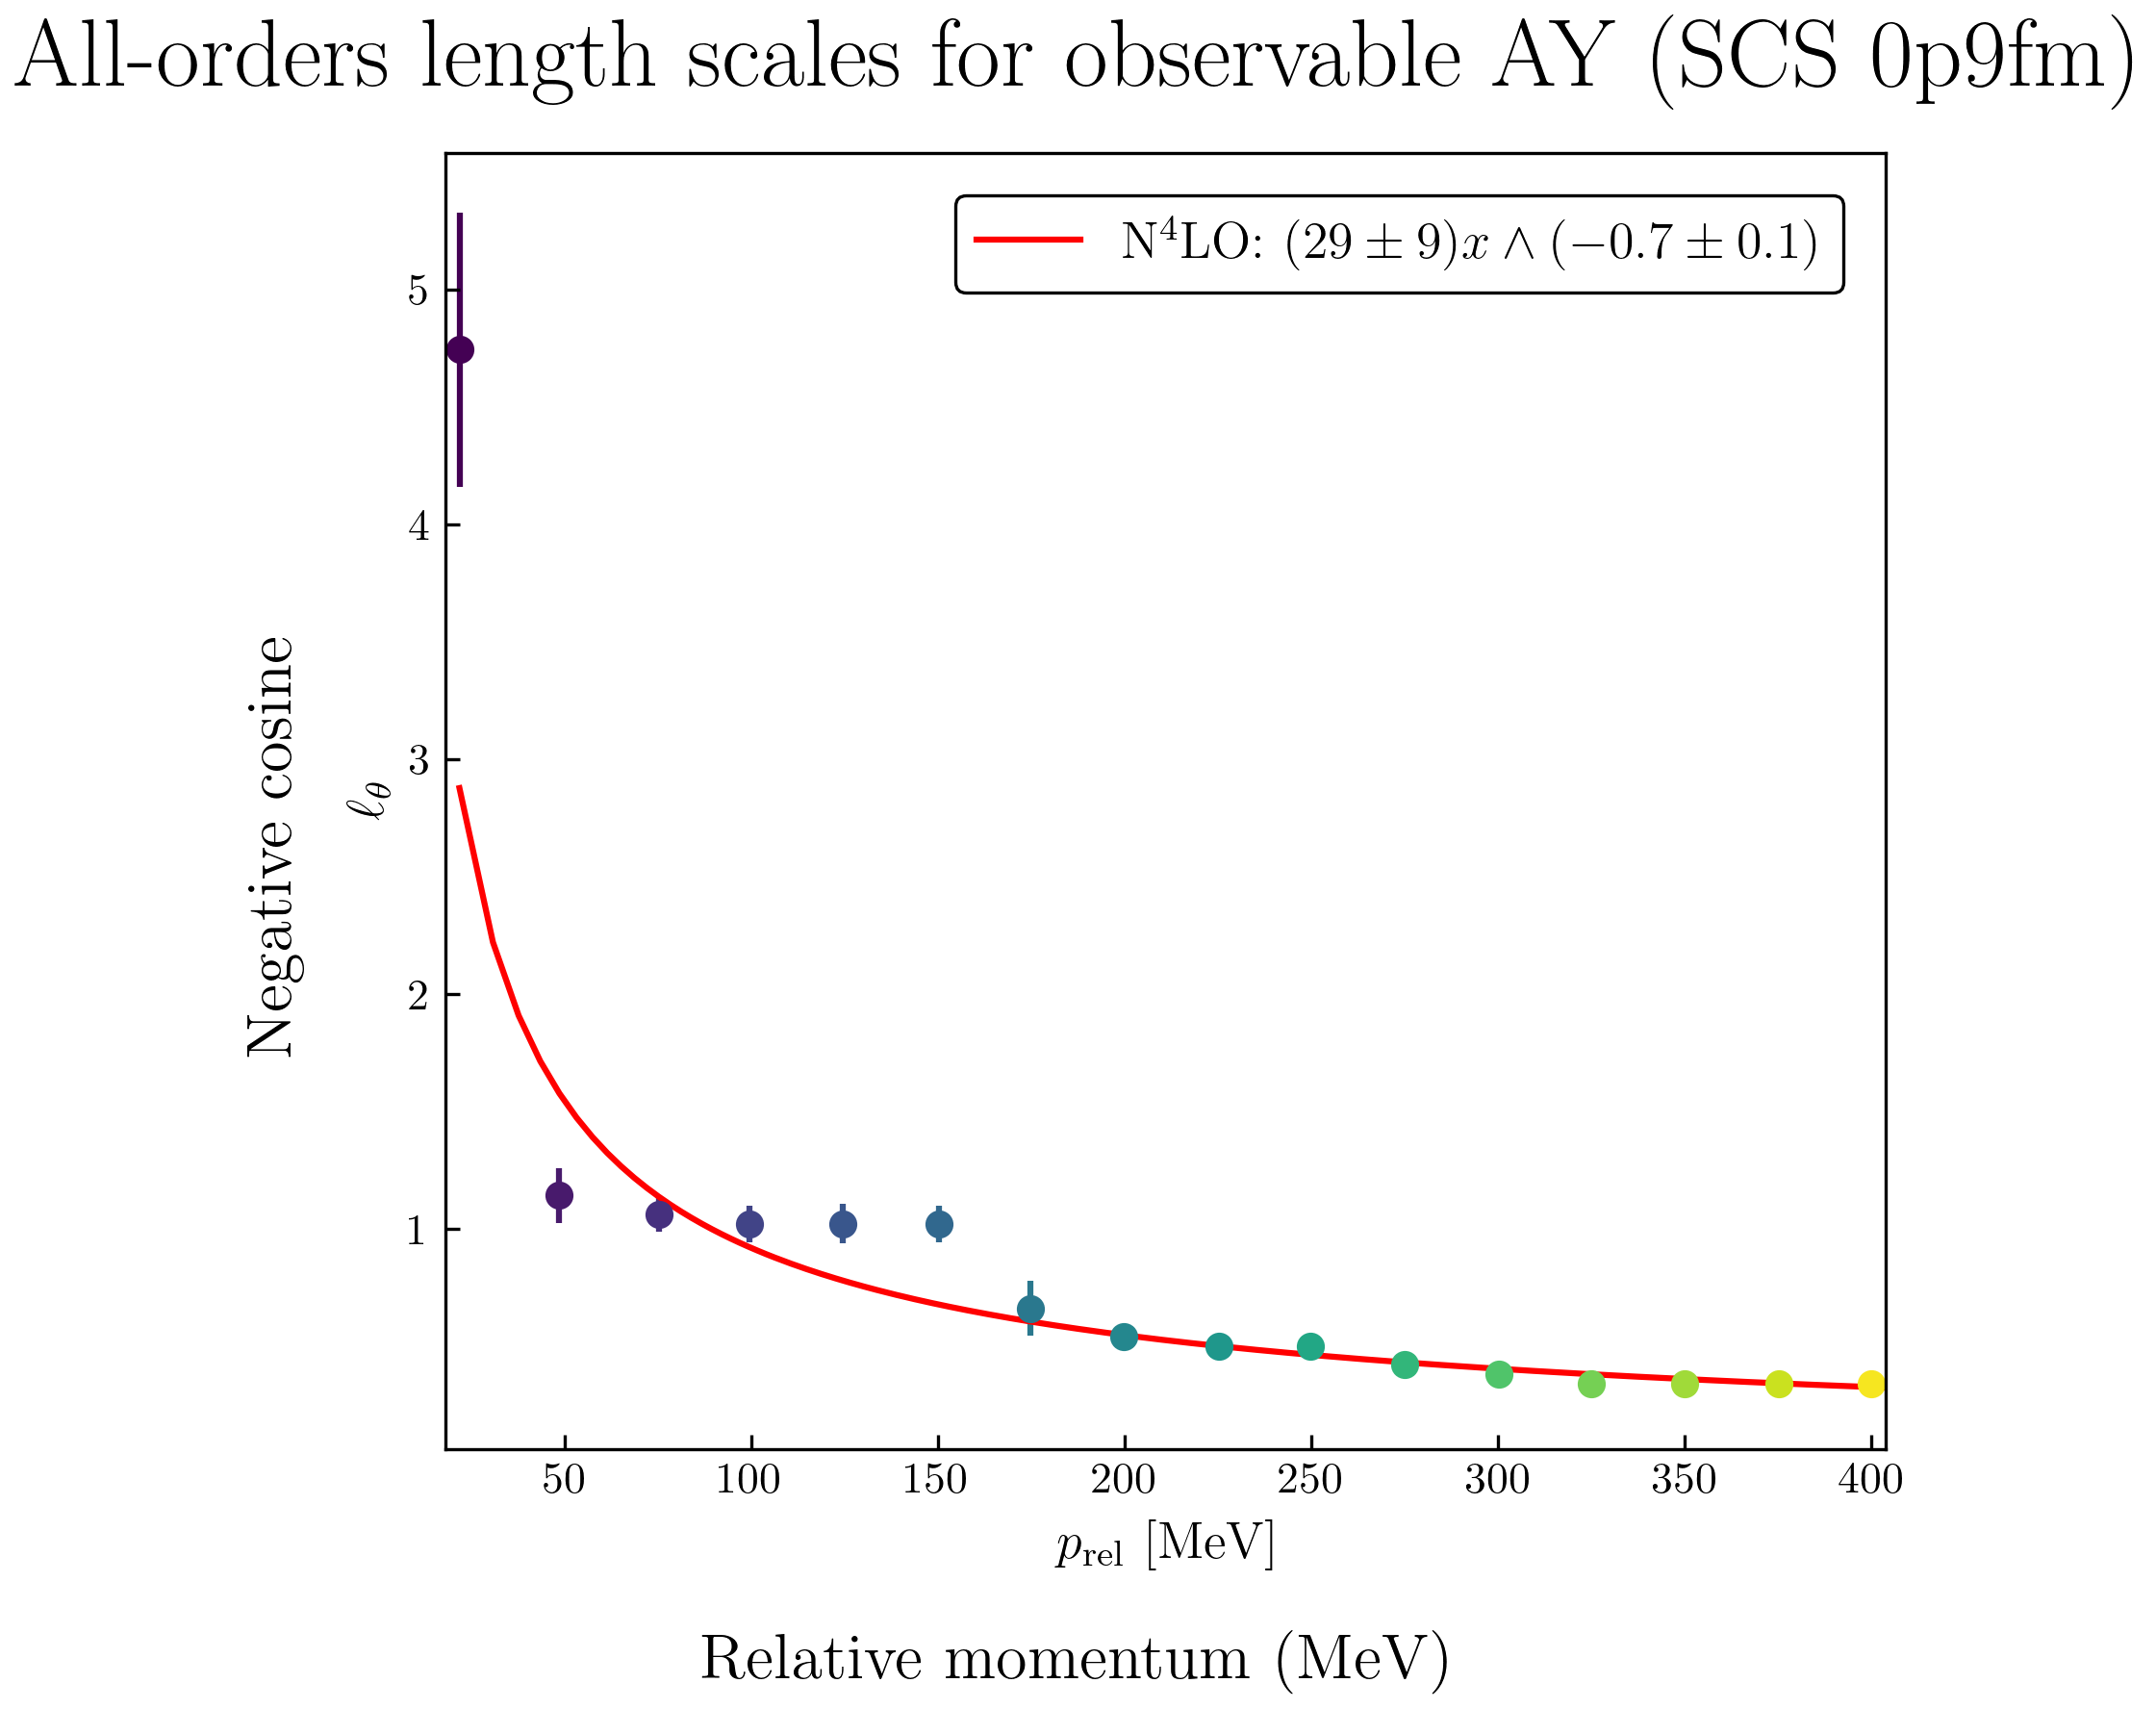 All-orders length scales for observable AY (SCS 0p9fm)
N⁴LO: (29 ± 9)x ∧ (−0.7 ± 0.1)
5
4
3
2
1
Negative cosine
ℓ_θ
50 100 150 200 250 300 350 400
p_rel [MeV]
Relative momentum (MeV)